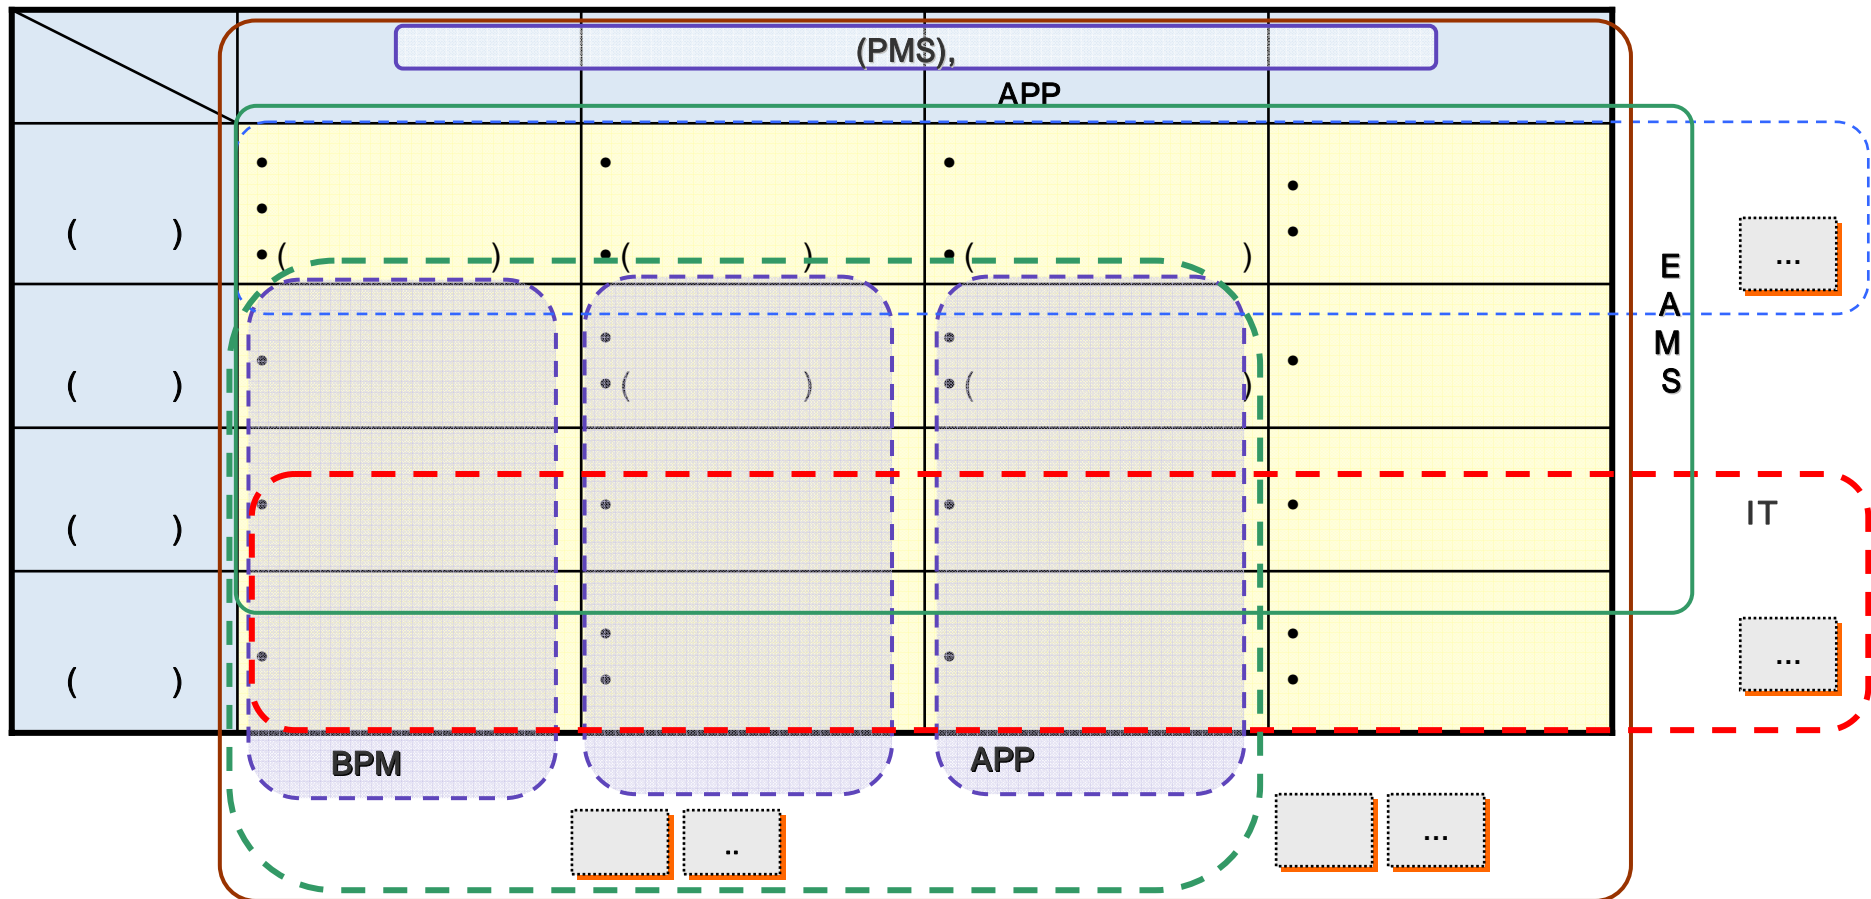 (PMS),
APP
•
•
•
•
•
•
• (          )
• (          )
• (          )
•
(          )
E
A
M
S
...
•
•
•
•
• (          )
• (          )
(          )
•
•
•
•
IT
(          )
•
•
•
•
•
•
...
(          )
BPM
APP
..
...